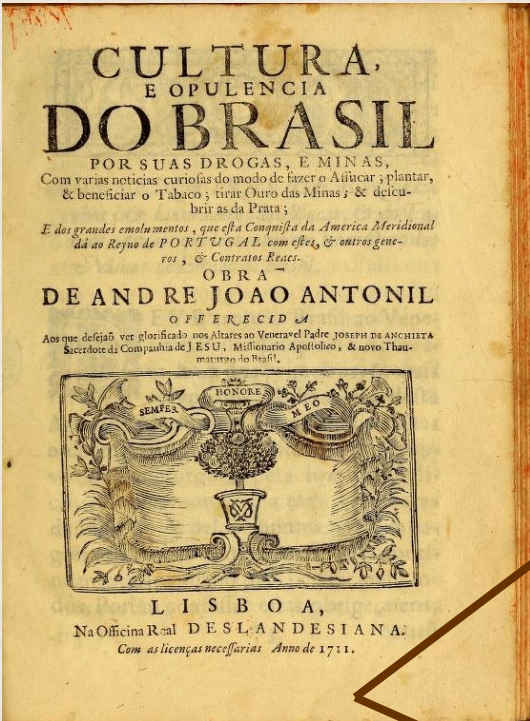 CULTURA,
E OPULENCIA
DO BRASIL
POR SUAS DROGAS, E MINAS,
Com varias noticias curiosas do modo de fazer o Assucar; plantar,
& beneficiar o Tabaco; tirar Ouro das Minas; & descu-
brir as da Prata;
E dos grandes emolumentos, que esta Conquista da America Meridional
dá ao Reyno de PORTVGAL com estes, & outros gene-
ros, & Contratos Reaes.
OBRA
DE ANDRE JOAO ANTONIL
OFFERECIDA
Aos que desejaõ ver glorificado nos Altares ao Veneravel Padre JOSEPH DE ANCHIETA
Sacerdote da Companhia de JESU, Missionario Apostolico, & novo Thau-
maturgo do Brasil.
SEMPER HONORE MEO
LISBOA,
Na Officina Real DESLANDESIANA.
Com as licenças necessarias Anno de 1711.